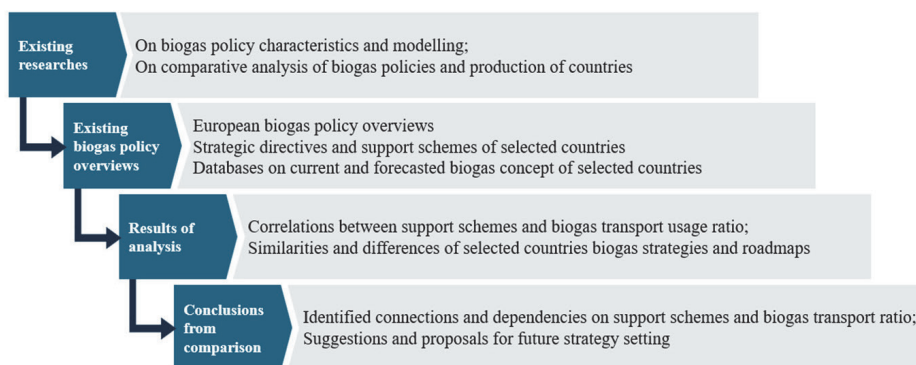 Existing
researches
On biogas policy characteristics and modelling;
On comparative analysis of biogas policies and production of countries
Existing
biogas policy
overviews
European biogas policy overviews
Strategic directives and support schemes of selected countries
Databases on current and forecasted biogas concept of selected countries
Results of
analysis
Correlations between support schemes and biogas transport usage ratio;
Similarities and differences of selected countries biogas strategies and roadmaps
Conclusions
from
comparison
Identified connections and dependencies on support schemes and biogas transport ratio;
Suggestions and proposals for future strategy setting